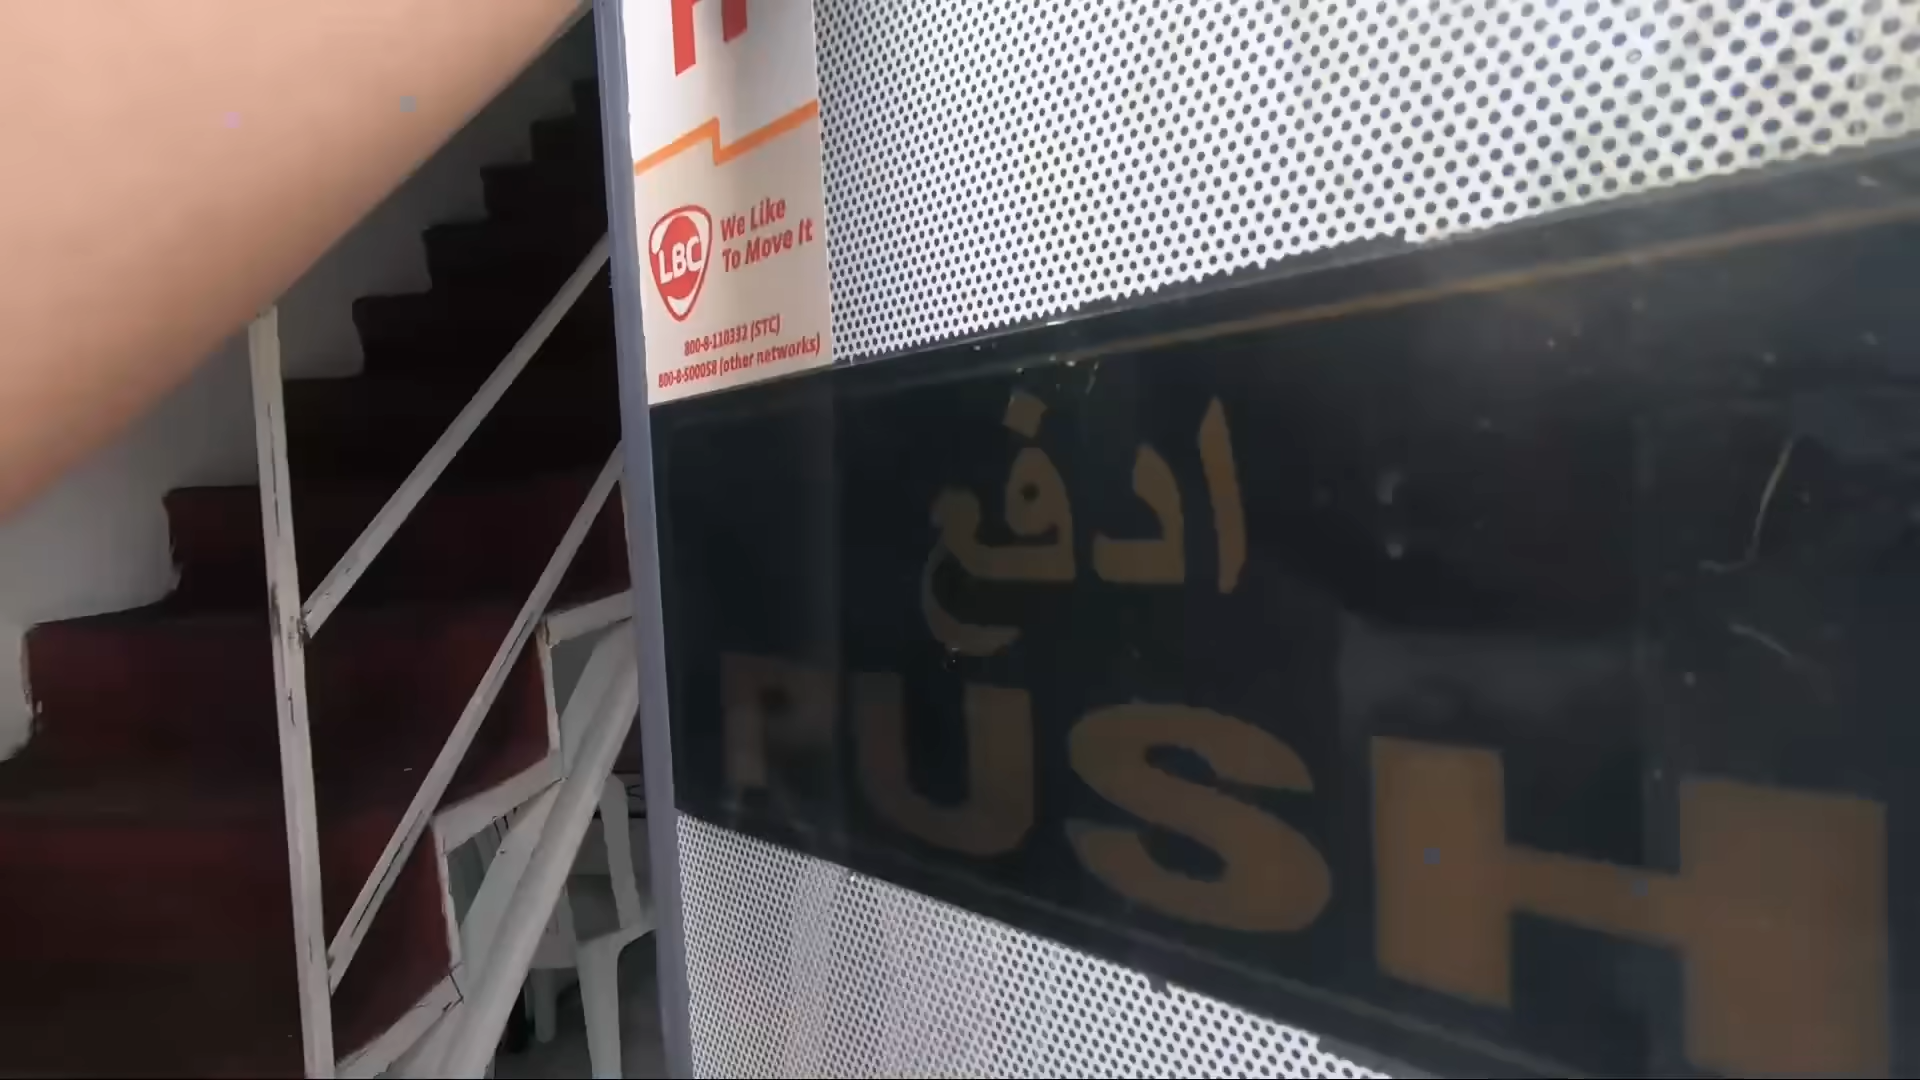 LBC
We Like
To Move It
800-8-110332 (STC)
800-8-500058 (other networks)
ادفع
PUSH